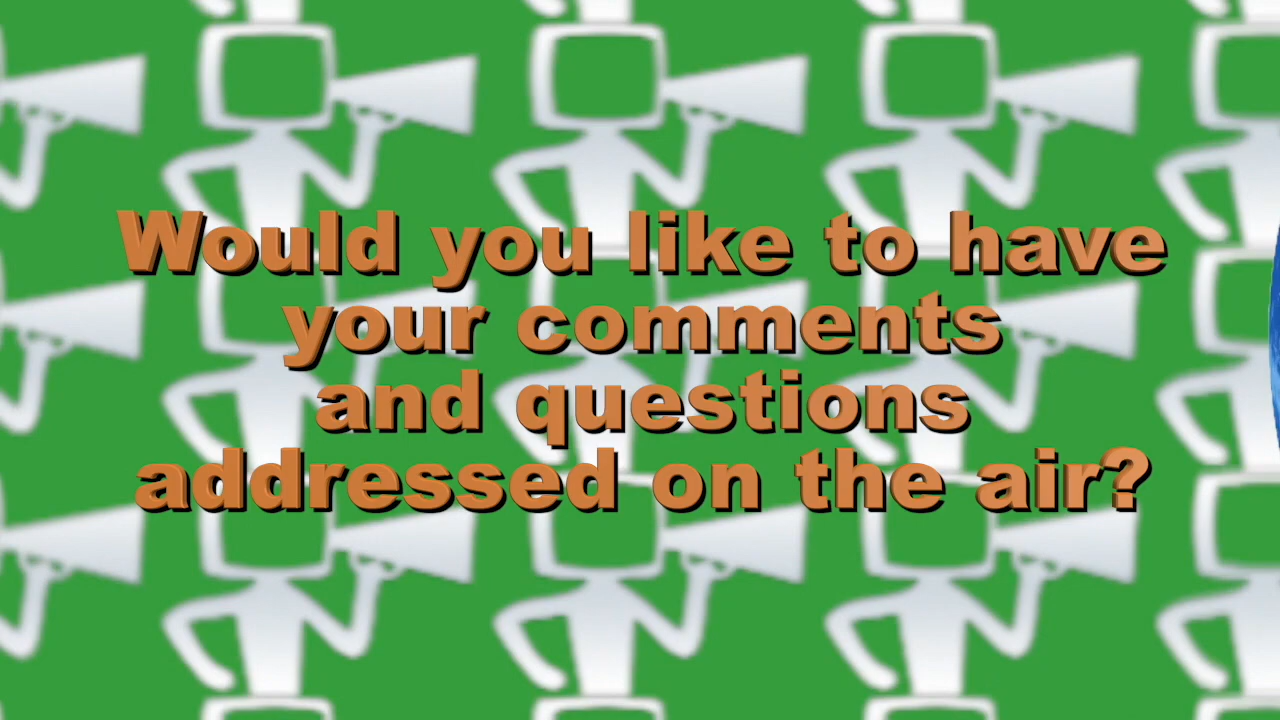 Would you like to have
your comments
and questions
addressed on the air?